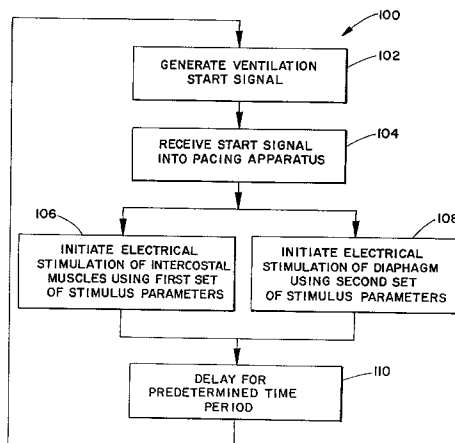 100
GENERATE VENTILATION
START SIGNAL
102
RECEIVE START SIGNAL
INTO PACING APPARATUS
104
106
INITIATE ELECTRICAL
STIMULATION OF INTERCOSTAL
MUSCLES USING FIRST SET
OF STIMULUS PARAMETERS
108
INITIATE ELECTRICAL
STIMULATION OF DIAPHAGM
USING SECOND SET
OF STIMULUS PARAMETERS
DELAY FOR
PREDETERMINED TIME
PERIOD
110